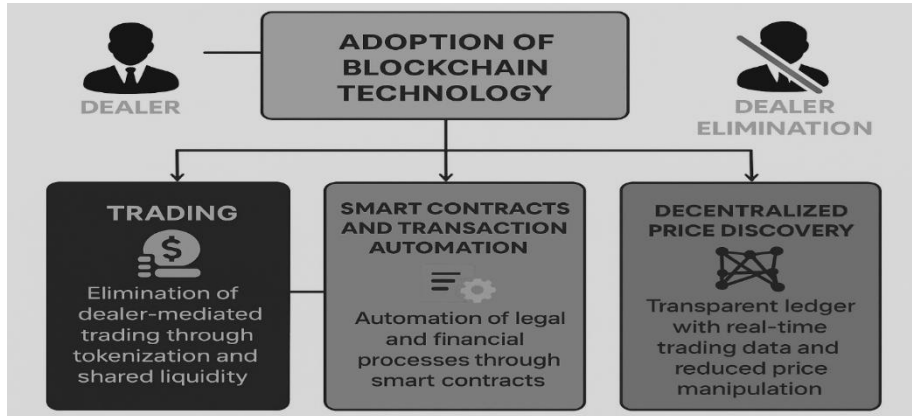 ADOPTION OF
BLOCKCHAIN
TECHNOLOGY
DEALER
DEALER
ELIMINATION
TRADING
$
Elimination of
dealer-mediated
trading through
tokenization and
shared liquidity
SMART CONTRACTS
AND TRANSACTION
AUTOMATION
Automation of legal
and financial
processes through
smart contracts
DECENTRALIZED
PRICE DISCOVERY
Transparent ledger
with real-time
trading data and
reduced price
manipulation